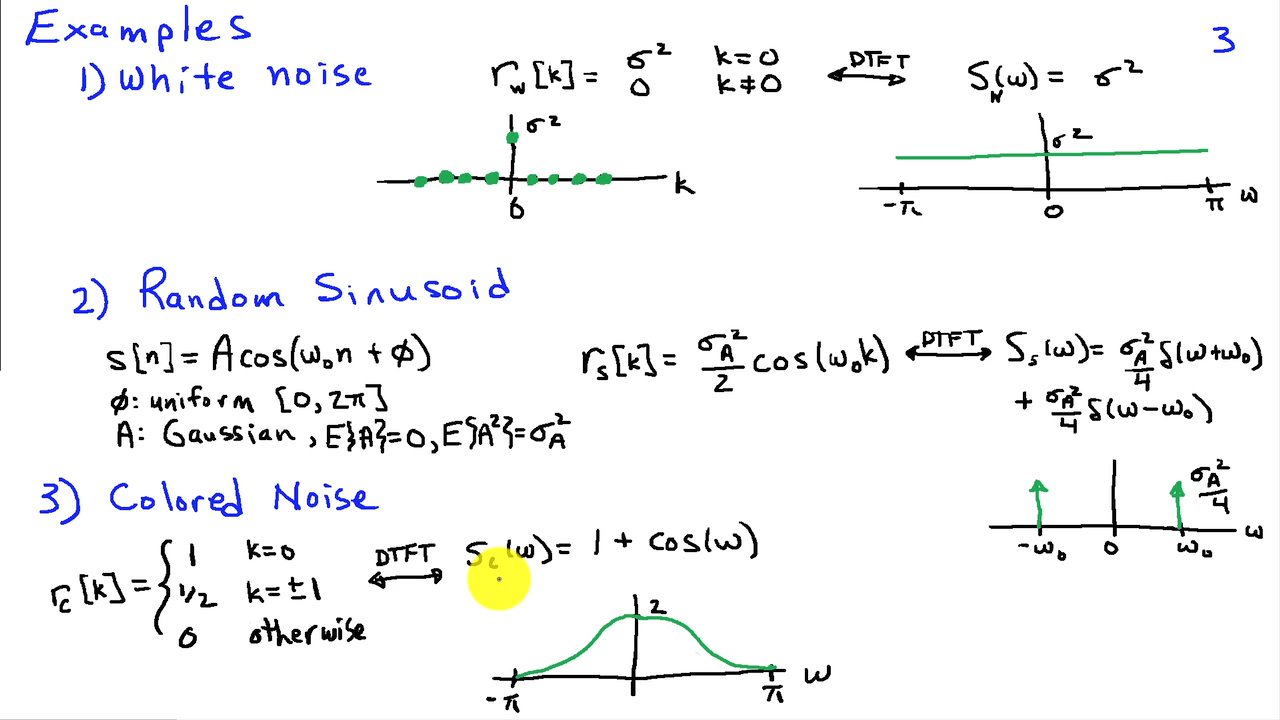 Examples
3
1) White noise
r_w[k] = σ² k=0
0 k≠0
DTFT
S_w(ω) = σ²
σ²
0
k
σ²
-π 0 π ω
2) Random Sinusoid
s[n] = A cos(ω₀n + φ)
φ: uniform [0, 2π]
A: Gaussian, E{A}=0, E{A²}=σ_A²
r_s[k] = σ_A²/2 cos(ω₀k)
DTFT
S_s(ω) = σ_A²/4 δ(ω+ω₀)
+ σ_A²/4 δ(ω-ω₀)
σ_A²/4
-ω₀ 0 ω₀ ω
3) Colored Noise
r_c[k] = { 1 k=0
1/2 k=±1
0 otherwise
DTFT
S_c(ω) = 1 + cos(ω)
2
-π π ω